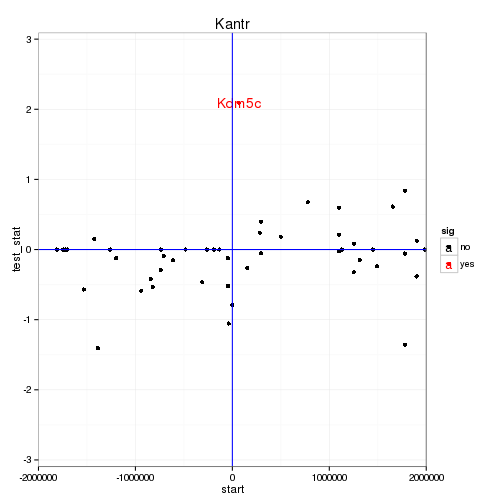 Kantr
3
2
1
0
-1
-2
-3
test_stat
Kdm5c
-2000000
-1000000
0
1000000
2000000
start
sig
a no
a yes